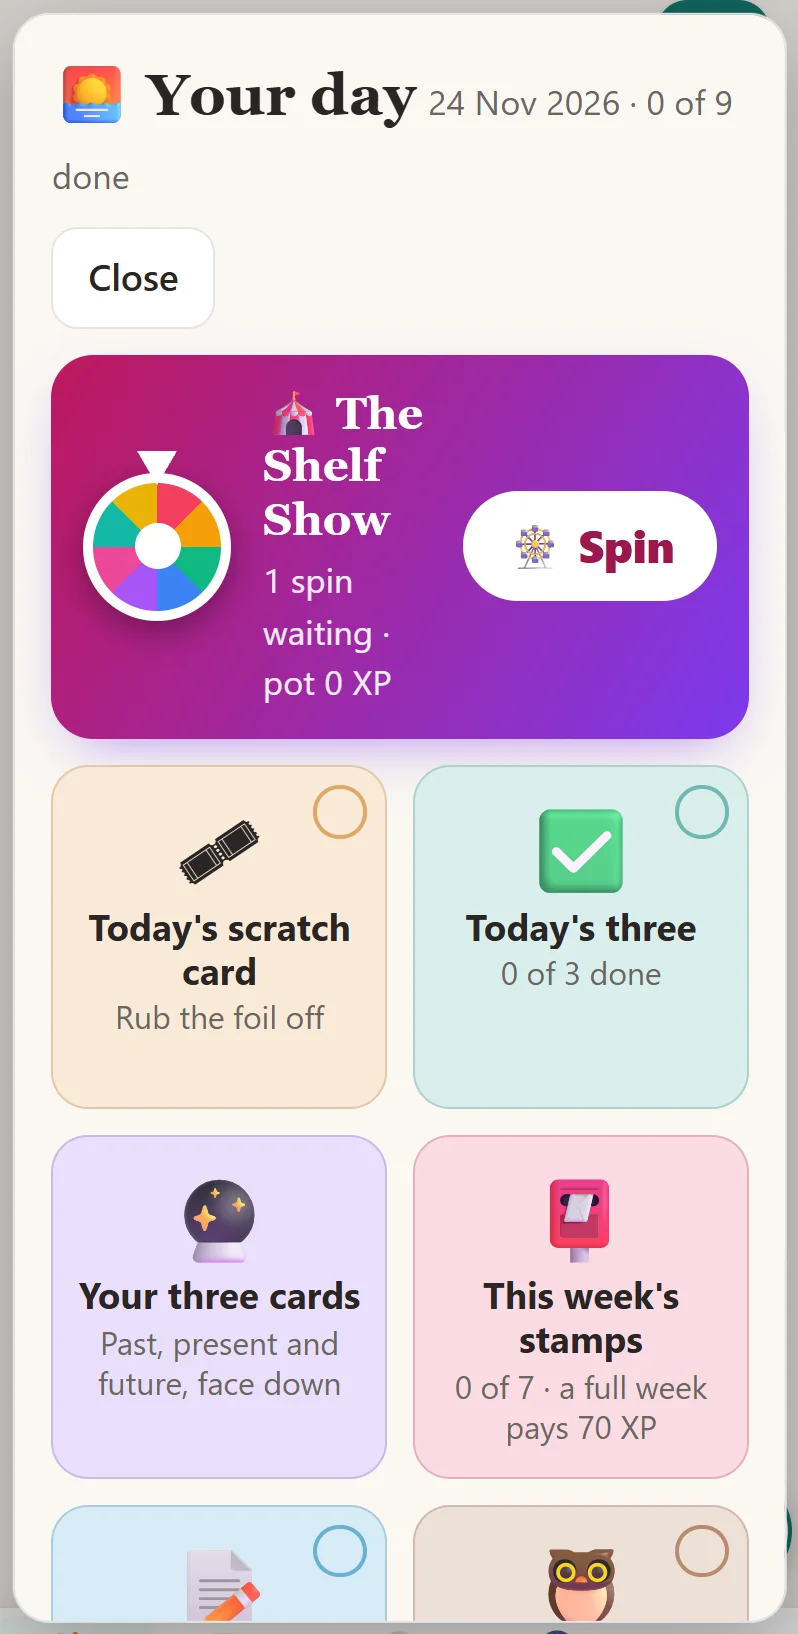 Your day 24 Nov 2026 · 0 of 9
done
Close
The
Shelf
Show
1 spin
waiting ·
pot 0 XP
Spin
Today's scratch
card
Rub the foil off
Today's three
0 of 3 done
Your three cards
Past, present and
future, face down
This week's
stamps
0 of 7 · a full week
pays 70 XP